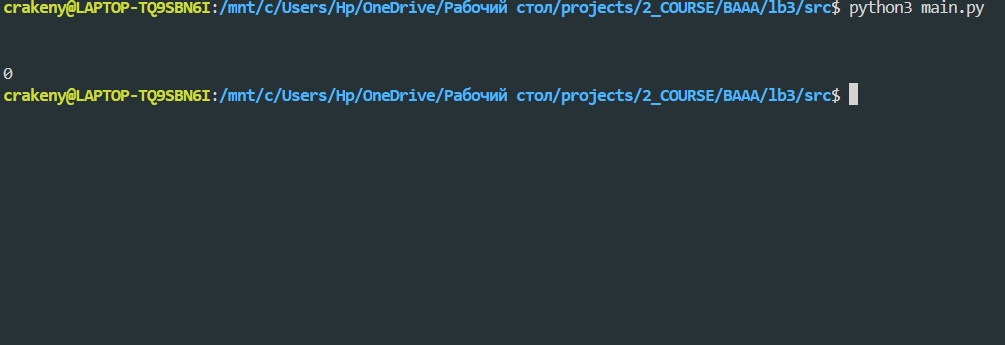 crakeny@LAPTOP-TQ9SBN6I:/mnt/c/Users/Hp/OneDrive/Рабочий стол/projects/2_COURSE/BAAA/lb3/src$ python3 main.py
0
crakeny@LAPTOP-TQ9SBN6I:/mnt/c/Users/Hp/OneDrive/Рабочий стол/projects/2_COURSE/BAAA/lb3/src$